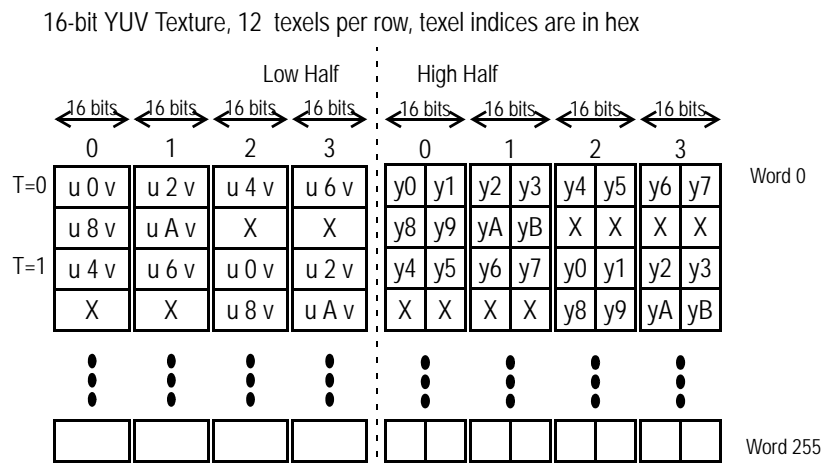 16-bit YUV Texture, 12 texels per row, texel indices are in hex
Low Half High Half
16 bits 16 bits 16 bits 16 bits 16 bits 16 bits 16 bits 16 bits
0 1 2 3 0 1 2 3
T=0 u 0 v u 2 v u 4 v u 6 v y0 y1 y2 y3 y4 y5 y6 y7 Word 0
u 8 v u A v X X y8 y9 yA yB X X X X
T=1 u 4 v u 6 v u 0 v u 2 v y4 y5 y6 y7 y0 y1 y2 y3
X X u 8 v u A v X X X X y8 y9 yA yB
Word 255